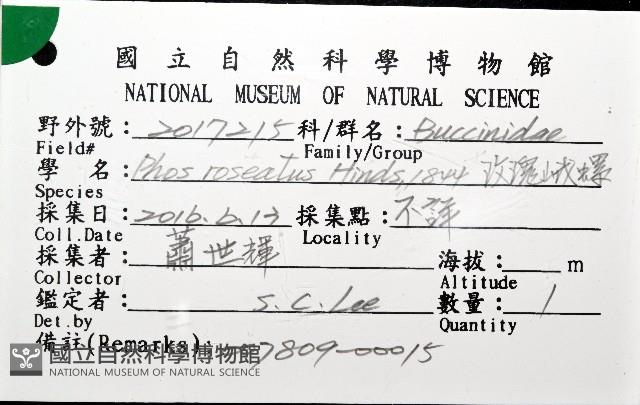 國立自然科學博物館
NATIONAL MUSEUM OF NATURAL SCIENCE
野外號：2017215 科/群名：Buccinidae
Field# Family/Group
學 名：Phos roseatus Hinds, 1844 玫瑰峨螺
Species
採集日：2016.6.13 採集點：不詳
Coll.Date Locality
採集者：蕭世輝 海拔： m
Collector Altitude
鑑定者：S.C.Lee 數量：1
Det.by Quantity
備註(Remarks)： 7809-00015
國立自然科學博物館
NATIONAL MUSEUM OF NATURAL SCIENCE